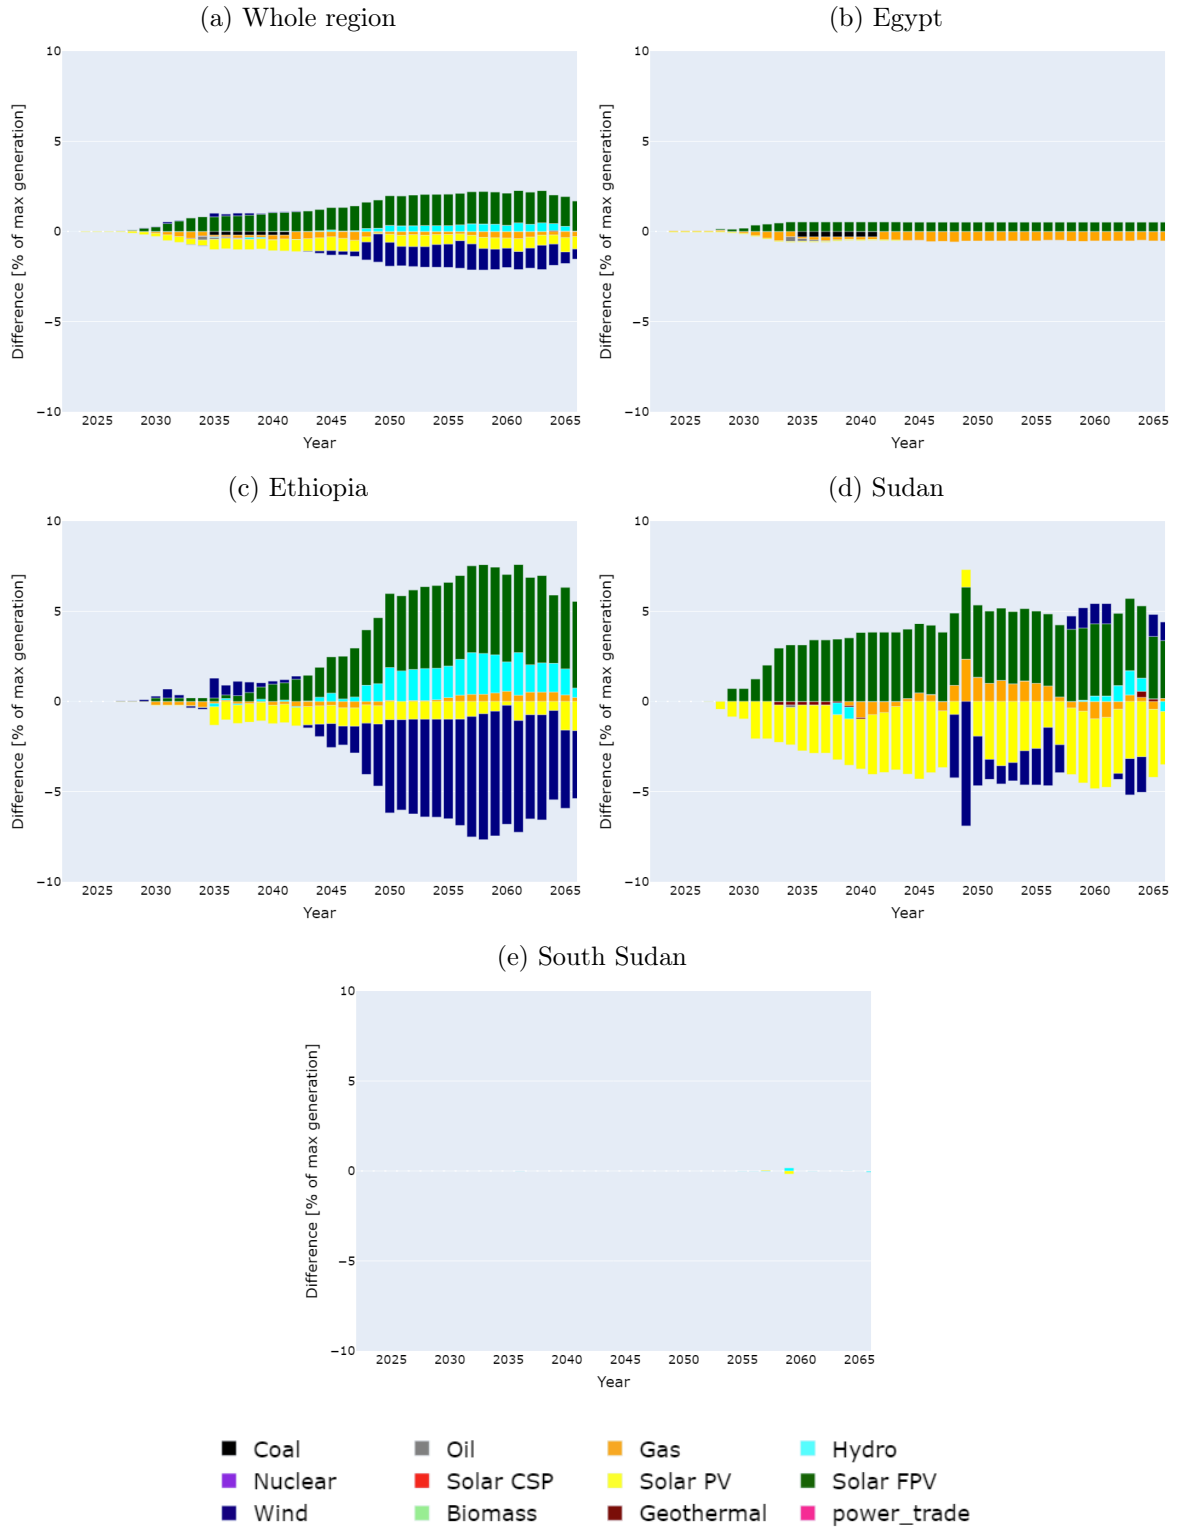 (a) Whole region
(b) Egypt
10
5
0
−5
−10
Difference [% of max generation]
2025 2030 2035 2040 2045 2050 2055 2060 2065
Year
10
5
0
−5
−10
Difference [% of max generation]
2025 2030 2035 2040 2045 2050 2055 2060 2065
Year
(c) Ethiopia
(d) Sudan
10
5
0
−5
−10
Difference [% of max generation]
2025 2030 2035 2040 2045 2050 2055 2060 2065
Year
10
5
0
−5
−10
Difference [% of max generation]
2025 2030 2035 2040 2045 2050 2055 2060 2065
Year
(e) South Sudan
10
5
0
−5
−10
Difference [% of max generation]
2025 2030 2035 2040 2045 2050 2055 2060 2065
Year
Coal Oil Gas Hydro
Nuclear Solar CSP Solar PV Solar FPV
Wind Biomass Geothermal power_trade